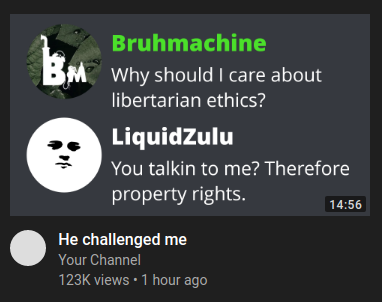 BM
Bruhmachine
Why should I care about
libertarian ethics?
LiquidZulu
You talkin to me? Therefore
property rights.
14:56
He challenged me
Your Channel
123K views • 1 hour ago